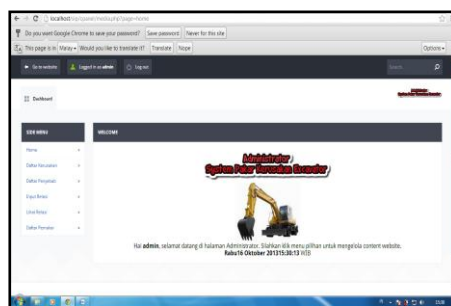 localhost/
Do you want Google Chrome to save your password? Save password Never for this site
This page is in Malay Would you like to translate it? Translate Nope
Options
Go to website Logged in as admin Log out
Search
Dashboard
SIDE MENU
WELCOME
Home
Daftar Kerusakan
Daftar Penyebab
Input Relasi
Lihat Relasi
Daftar Pemakai
Administrator
System Pakar Kerusakan Excavator
Hai admin, selamat datang di halaman Administrator. Silahkan klik menu pilihan untuk mengelola content website.
Rabu16 Oktober 201315:30:13 WIB